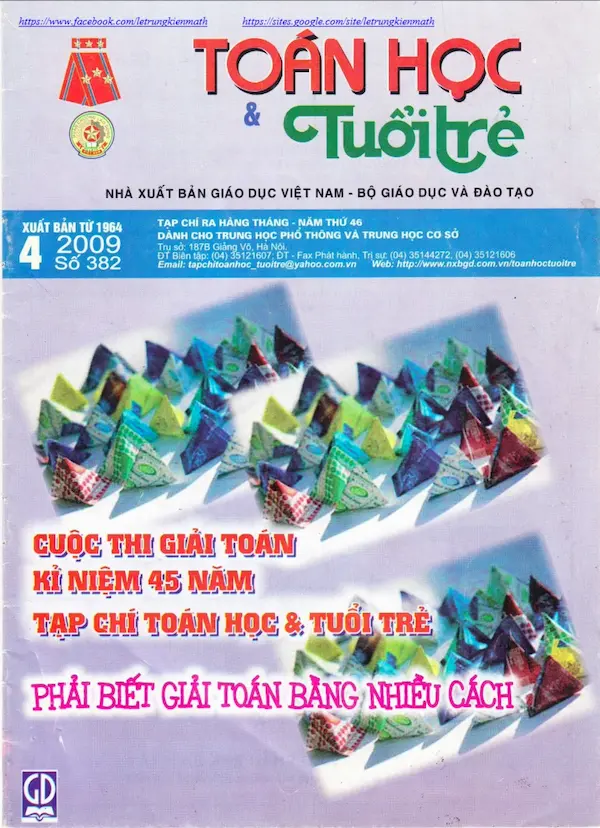 https://www.facebook.com/letrungkienmath
https://sites.google.com/site/letrungkienmath
TOÁN HỌC
& Tuổi trẻ
NHÀ XUẤT BẢN GIÁO DỤC VIỆT NAM - BỘ GIÁO DỤC VÀ ĐÀO TẠO
XUẤT BẢN TỪ 1964
4 2009
Số 382
TẠP CHÍ RA HÀNG THÁNG - NĂM THỨ 46
DÀNH CHO TRUNG HỌC PHỔ THÔNG VÀ TRUNG HỌC CƠ SỞ
Trụ sở: 187B Giảng Võ, Hà Nội.
ĐT Biên tập: (04) 35121607; ĐT - Fax Phát hành, Trị sự: (04) 35144272, (04) 35121606
Email: tapchitoanhoc_tuoitre@yahoo.com.vn Web: http://www.nxbgd.com.vn/toanhoctuoitre
CUỘC THI GIẢI TOÁN
KỈ NIỆM 45 NĂM
TẠP CHÍ TOÁN HỌC & TUỔI TRẺ
PHẢI BIẾT GIẢI TOÁN BẰNG NHIỀU CÁCH
GD